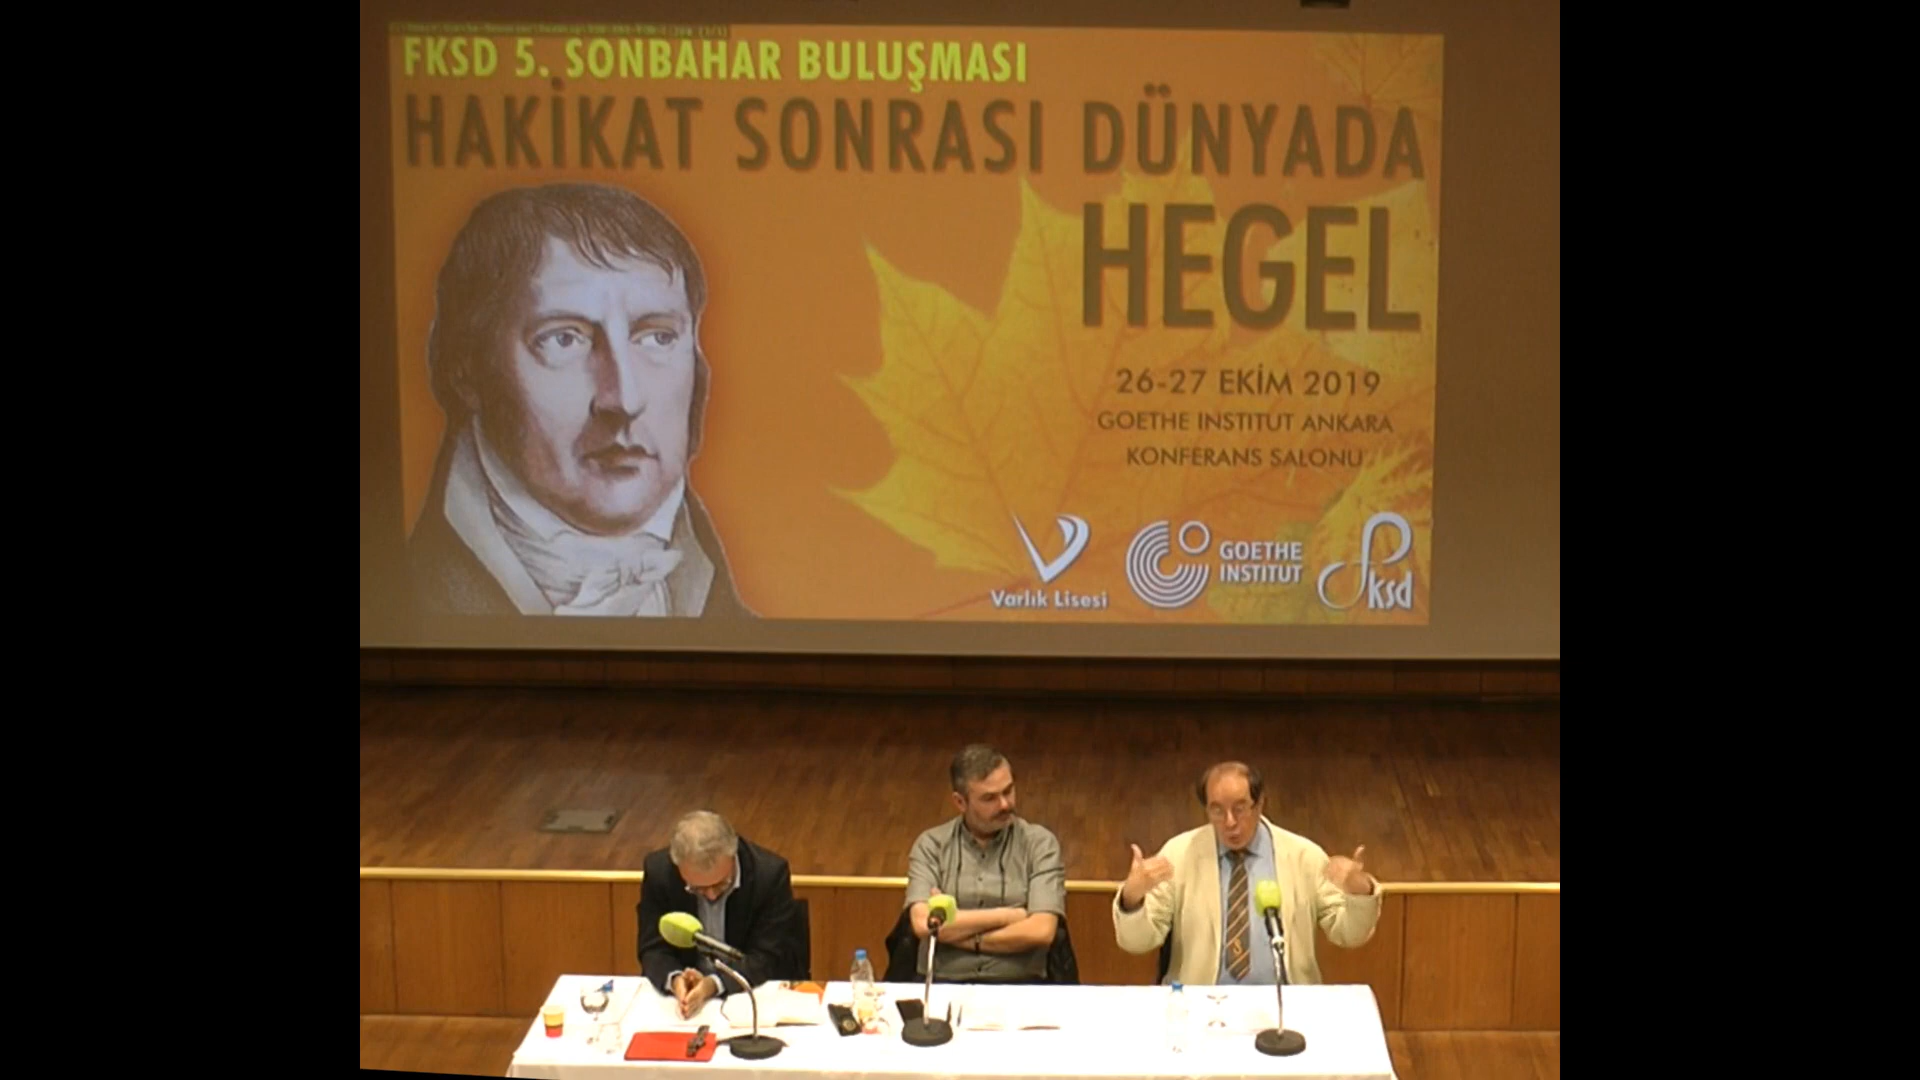 FKSD 5. SONBAHAR BULUŞMASI
HAKİKAT SONRASI DÜNYADA
HEGEL
26-27 EKİM 2019
GOETHE INSTITUT ANKARA
KONFERANS SALONU
Varlık Lisesi
GOETHE
INSTITUT
fksd